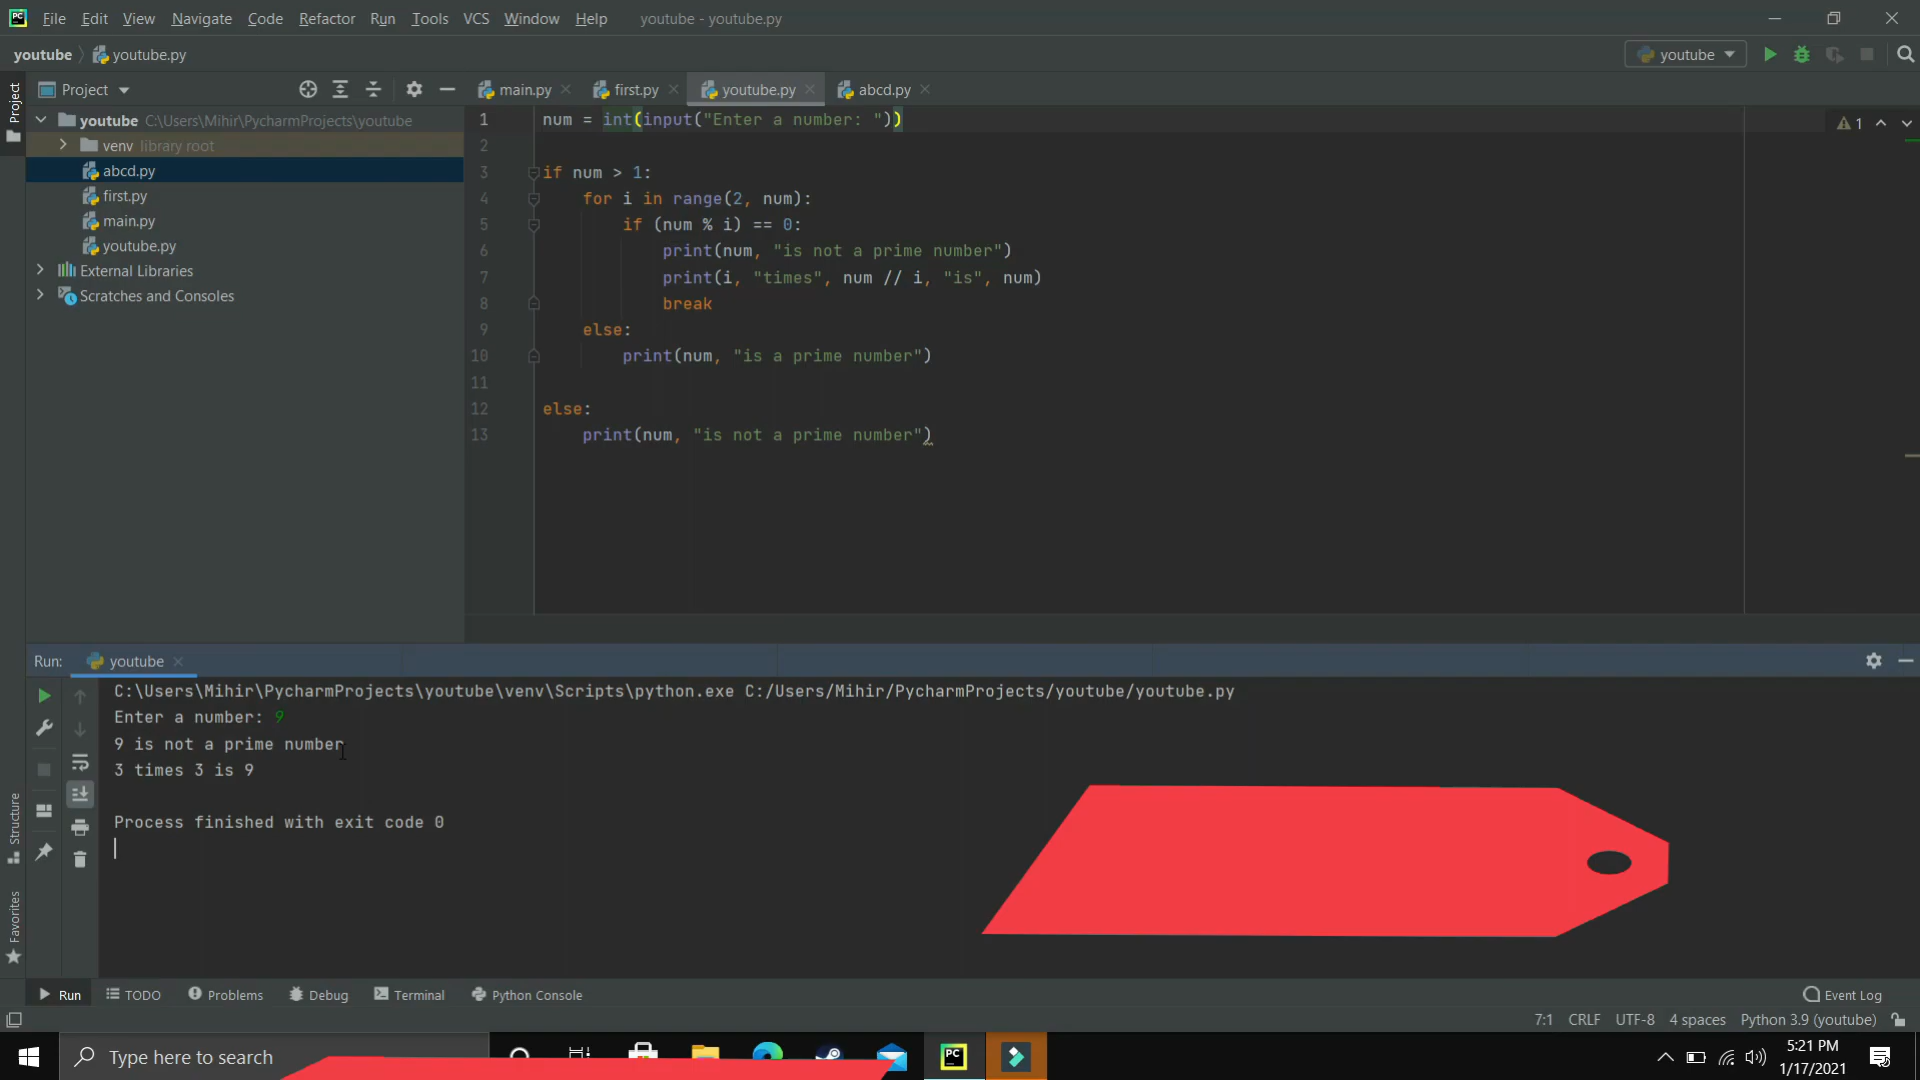 PC File Edit View Navigate Code Refactor Run Tools VCS Window Help youtube - youtube.py
youtube youtube.py youtube
Project main.py first.py youtube.py abcd.py
Project
youtube C:\Users\Mihir\PycharmProjects\youtube
venv library root
abcd.py
first.py
main.py
youtube.py
External Libraries
Scratches and Consoles
1 num = int(input("Enter a number: "))
1
2
3 if num > 1:
4 for i in range(2, num):
5 if (num % i) == 0:
6 print(num, "is not a prime number")
7 print(i, "times", num // i, "is", num)
8 break
9 else:
10 print(num, "is a prime number")
11
12 else:
13 print(num, "is not a prime number")
Run: youtube
C:\Users\Mihir\PycharmProjects\youtube\venv\Scripts\python.exe C:/Users/Mihir/PycharmProjects/youtube/youtube.py
Enter a number: 9
9 is not a prime number
3 times 3 is 9
Process finished with exit code 0
Structure
Favorites
Run TODO Problems Debug Terminal Python Console Event Log
7:1 CRLF UTF-8 4 spaces Python 3.9 (youtube)
Type here to search
PC
5:21 PM
1/17/2021